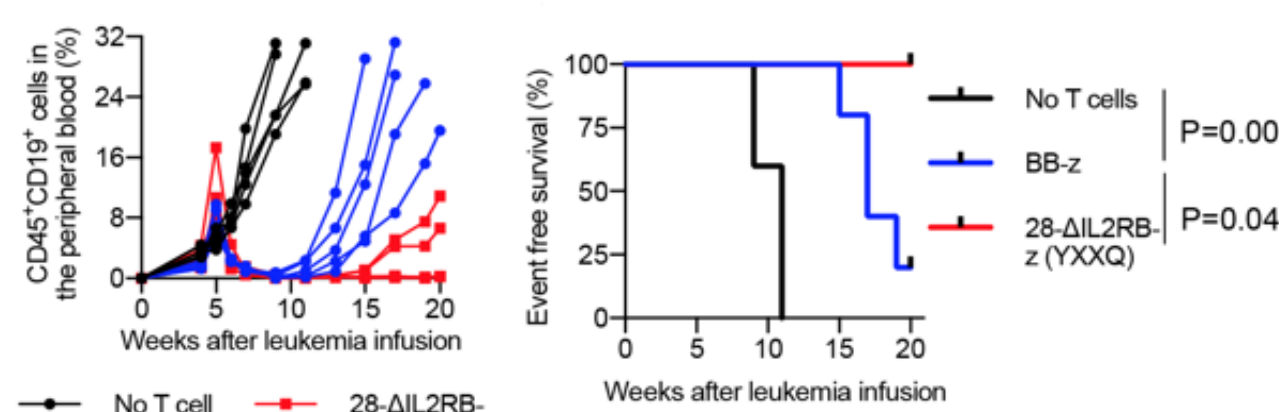 CD45+CD19+ cells in
the peripheral blood (%)
32
24
16
8
0
0 5 10 15 20
Weeks after leukemia infusion
No T cell
28-ΔIL2RB-
Event free survival (%)
100
75
50
25
0
0 5 10 15 20
Weeks after leukemia infusion
No T cells
BB-z
28-ΔIL2RB-
z (YXXQ)
P=0.00
P=0.04